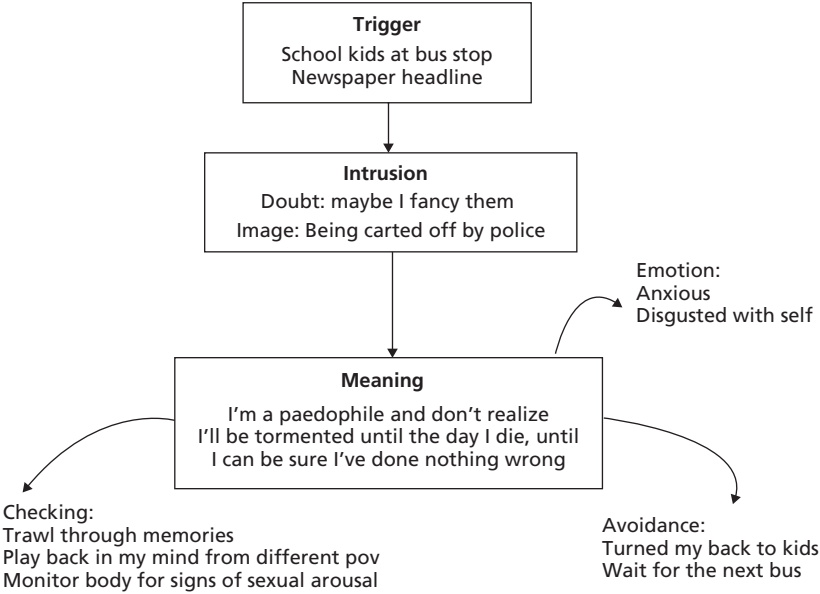 Trigger
School kids at bus stop
Newspaper headline
Intrusion
Doubt: maybe I fancy them
Image: Being carted off by police
Emotion:
Anxious
Disgusted with self
Meaning
I'm a paedophile and don't realize
I'll be tormented until the day I die, until
I can be sure I've done nothing wrong
Checking:
Trawl through memories
Play back in my mind from different pov
Monitor body for signs of sexual arousal
Avoidance:
Turned my back to kids
Wait for the next bus